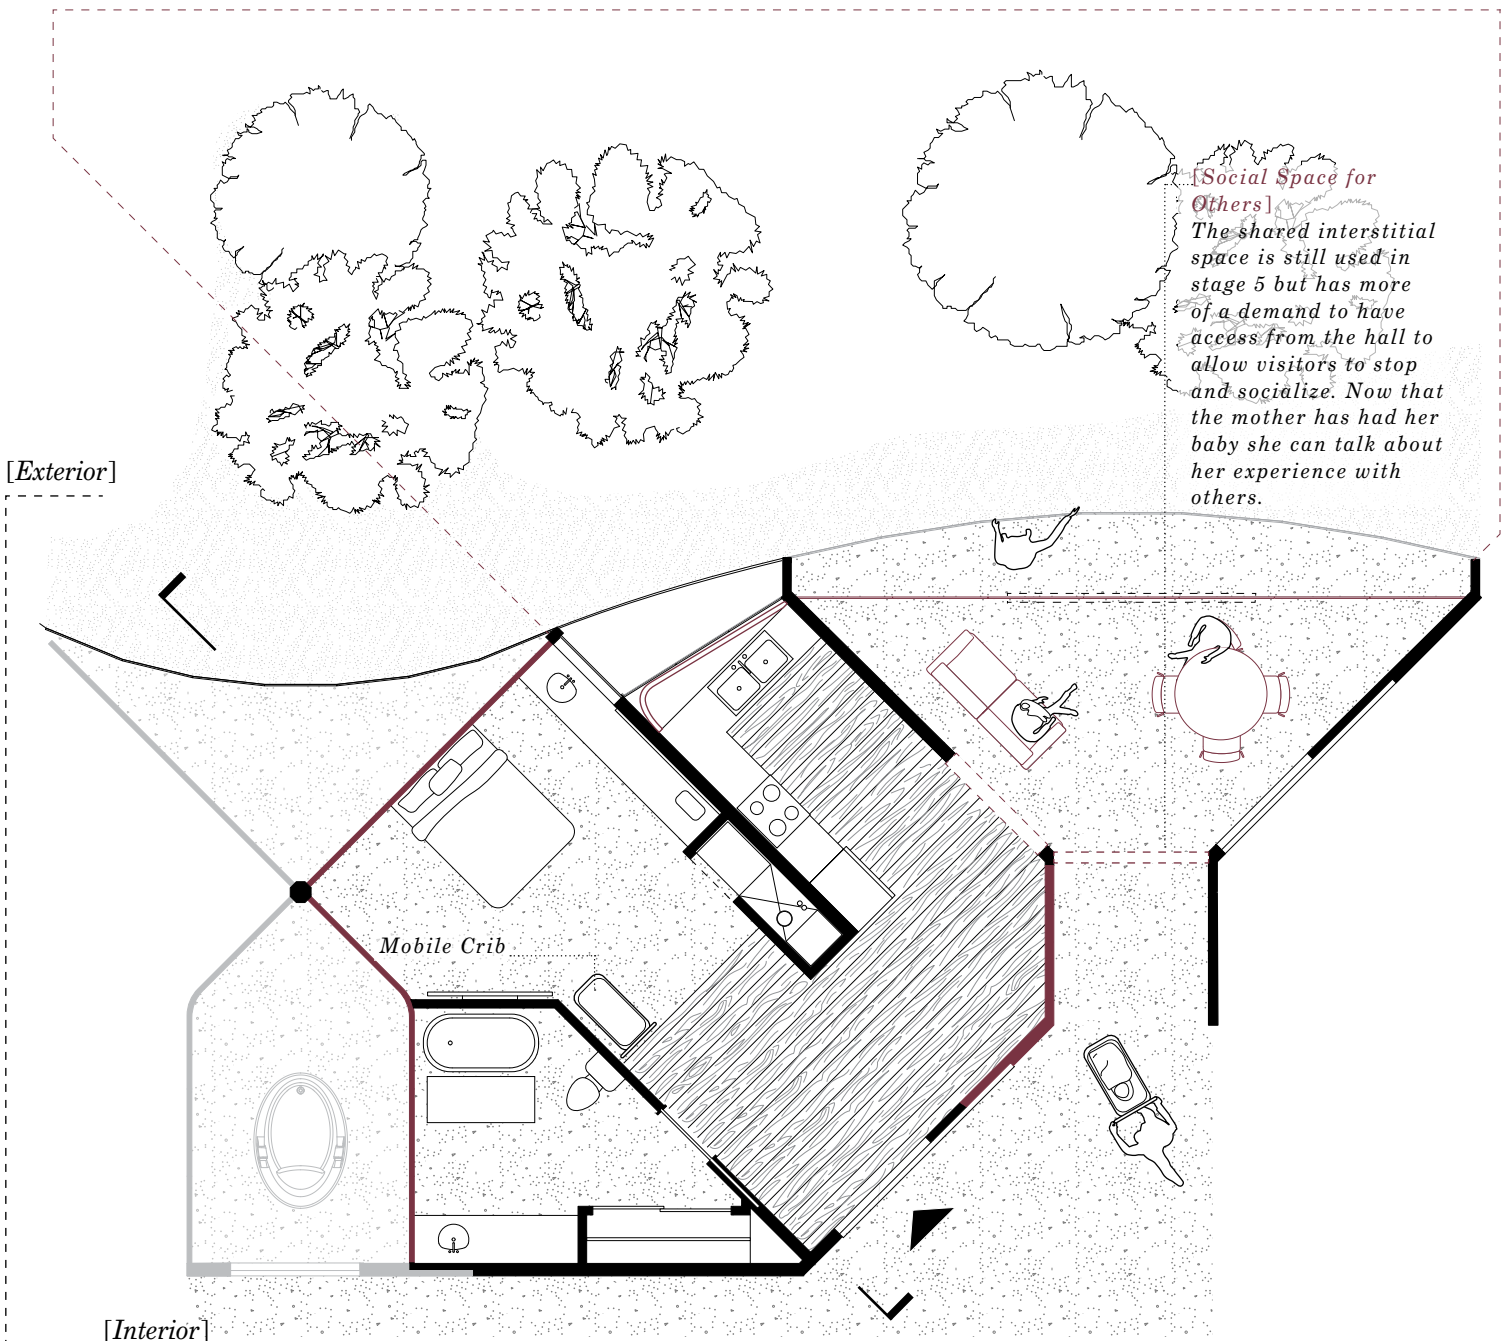 [Social Space for
Others]
The shared interstitial
space is still used in
stage 5 but has more
of a demand to have
access from the hall to
allow visitors to stop
and socialize. Now that
the mother has had her
baby she can talk about
her experience with
others.
[Exterior]
Mobile Crib
[Interior]